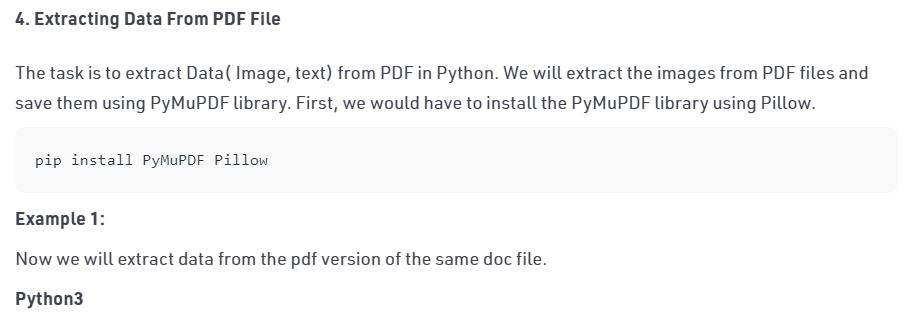 4. Extracting Data From PDF File
The task is to extract Data( Image, text) from PDF in Python. We will extract the images from PDF files and
save them using PyMuPDF library. First, we would have to install the PyMuPDF library using Pillow.
pip install PyMuPDF Pillow
Example 1:
Now we will extract data from the pdf version of the same doc file.
Python3